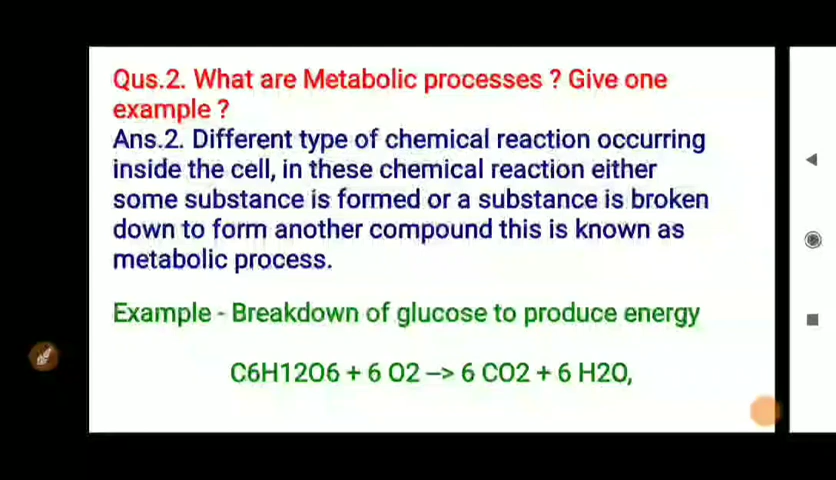 Qus.2. What are Metabolic processes ? Give one
example ?
Ans.2. Different type of chemical reaction occurring
inside the cell, in these chemical reaction either
some substance is formed or a substance is broken
down to form another compound this is known as
metabolic process.
Example - Breakdown of glucose to produce energy
C6H12O6 + 6 O2 —> 6 CO2 + 6 H2O,